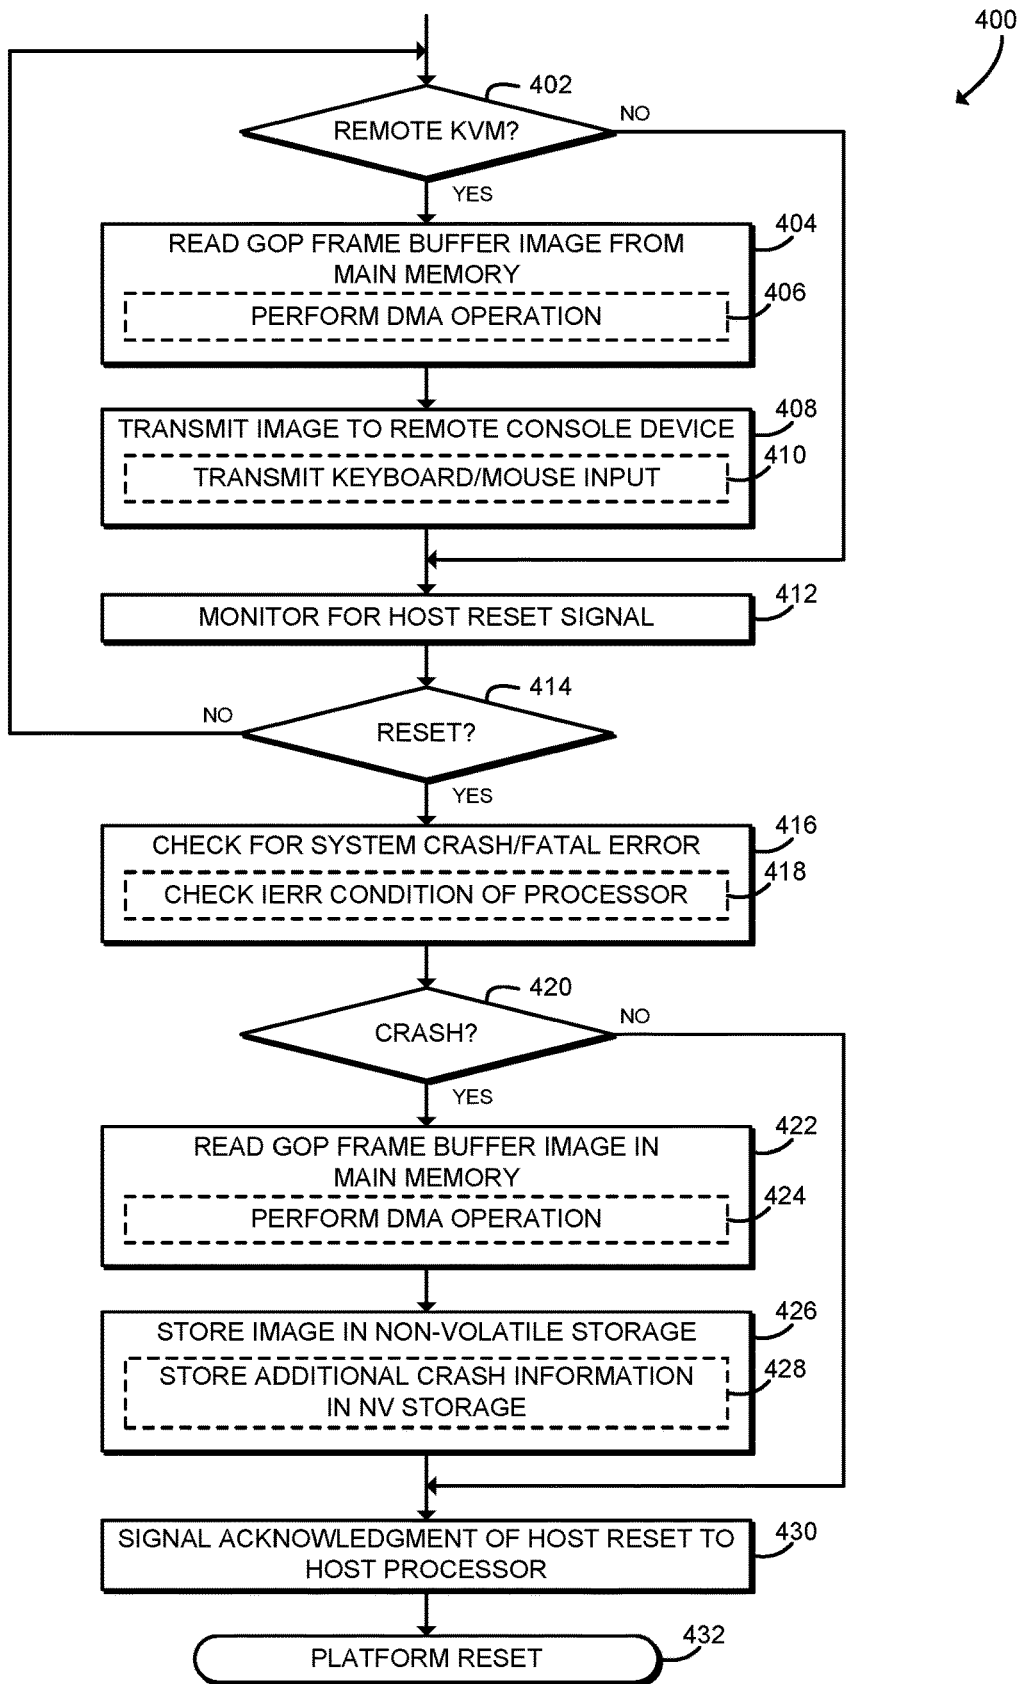 400
402
REMOTE KVM?
NO
YES
READ GOP FRAME BUFFER IMAGE FROM
MAIN MEMORY
404
PERFORM DMA OPERATION
406
TRANSMIT IMAGE TO REMOTE CONSOLE DEVICE
408
TRANSMIT KEYBOARD/MOUSE INPUT
410
MONITOR FOR HOST RESET SIGNAL
412
414
NO
RESET?
YES
CHECK FOR SYSTEM CRASH/FATAL ERROR
416
CHECK IERR CONDITION OF PROCESSOR
418
420
CRASH?
NO
YES
READ GOP FRAME BUFFER IMAGE IN
MAIN MEMORY
422
PERFORM DMA OPERATION
424
STORE IMAGE IN NON-VOLATILE STORAGE
426
STORE ADDITIONAL CRASH INFORMATION
IN NV STORAGE
428
SIGNAL ACKNOWLEDGMENT OF HOST RESET TO
HOST PROCESSOR
430
PLATFORM RESET
432